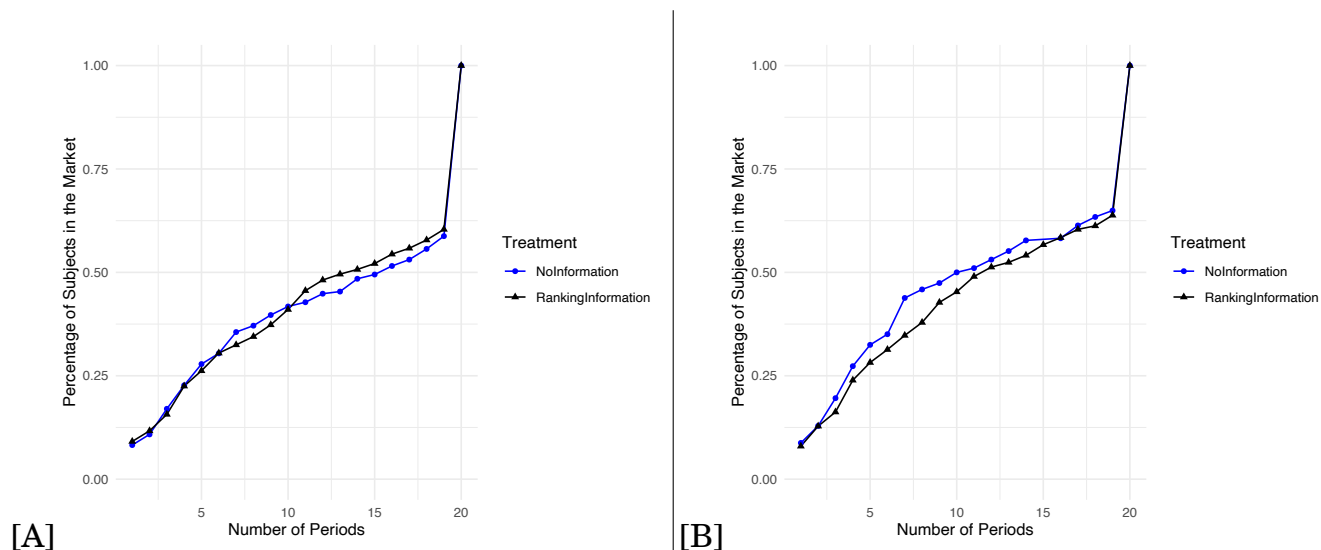 1.00
0.75
0.50
0.25
0.00
Percentage of Subjects in the Market
5
10
15
20
Number of Periods
Treatment
NoInformation
RankingInformation
[A]
1.00
0.75
0.50
0.25
0.00
Percentage of Subjects in the Market
5
10
15
20
Number of Periods
Treatment
NoInformation
RankingInformation
[B]